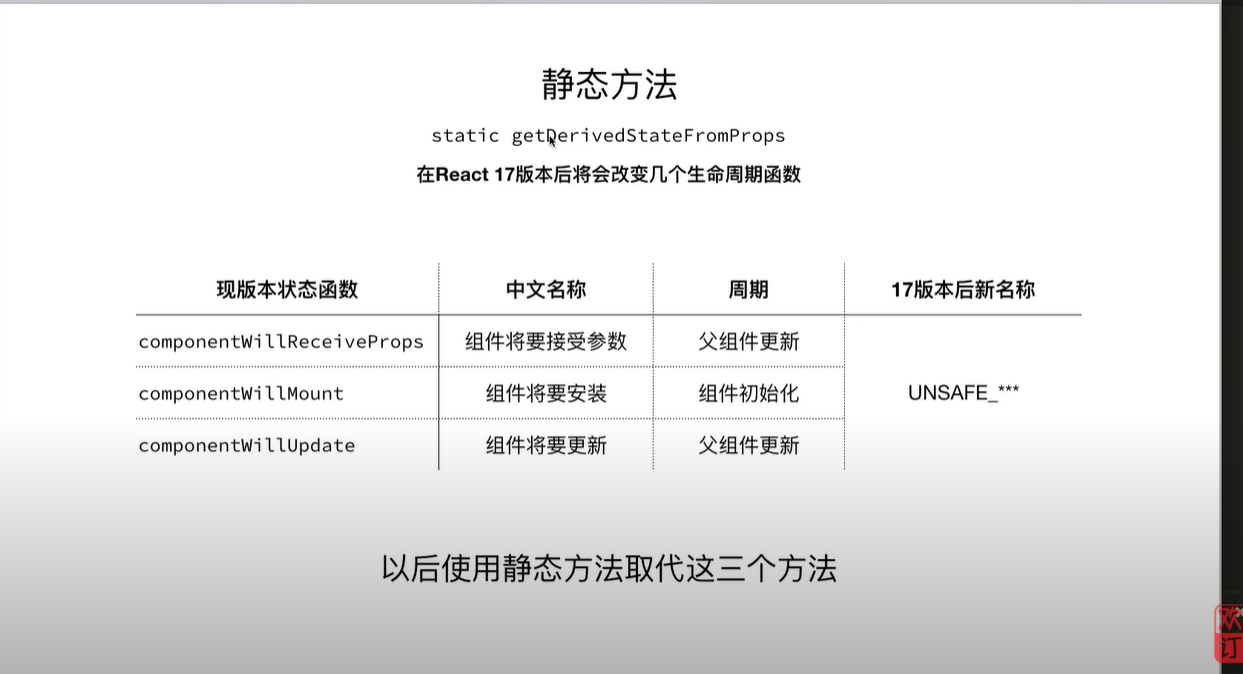 静态方法
static getDerivedStateFromProps
在React 17版本后将会改变几个生命周期函数
现版本状态函数 中文名称 周期 17版本后新名称
componentWillReceiveProps 组件将要接受参数 父组件更新
componentWillMount 组件将要安装 组件初始化 UNSAFE_***
componentWillUpdate 组件将要更新 父组件更新
以后使用静态方法取代这三个方法
欢
订